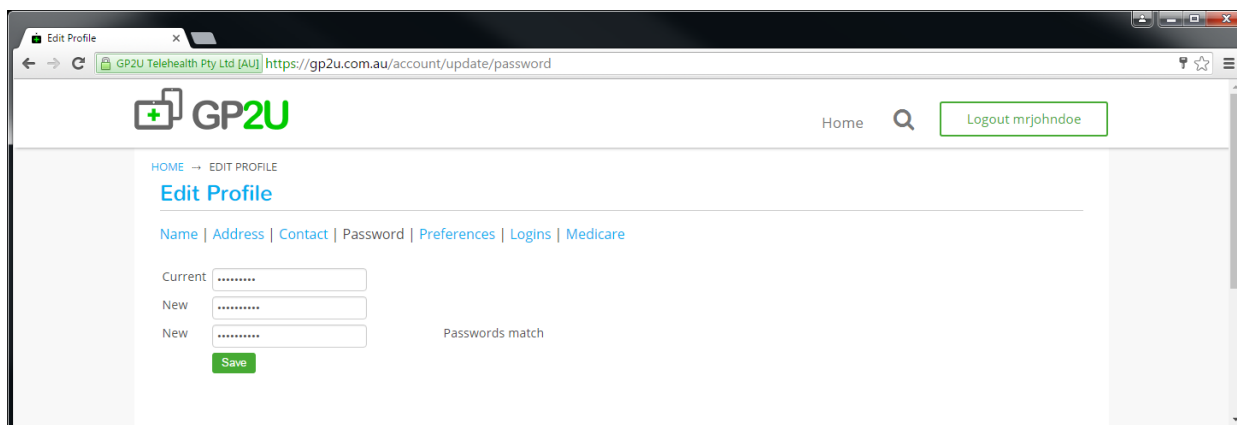 Edit Profile
GP2U Telehealth Pty Ltd [AU] https://gp2u.com.au/account/update/password
GP2U
Home
Logout mrjohndoe
HOME → EDIT PROFILE
Edit Profile
Name | Address | Contact | Password | Preferences | Logins | Medicare
Current •••••••••
New ••••••••••
New •••••••••• Passwords match
Save